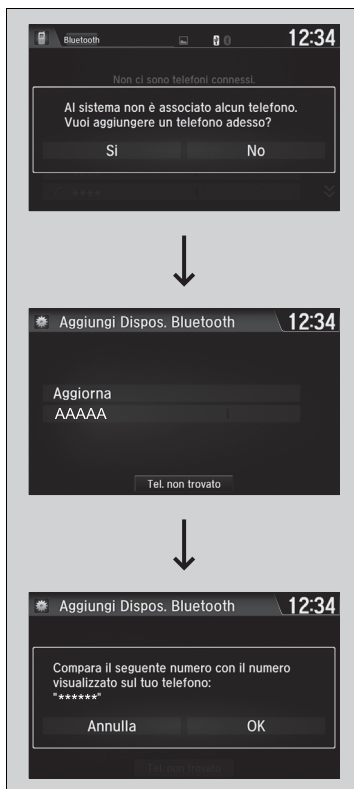 Bluetooth
12:34
Non ci sono telefoni connessi.
Al sistema non è associato alcun telefono.
Vuoi aggiungere un telefono adesso?
Sì No
****
Aggiungi Dispos. Bluetooth 12:34
Aggiorna
AAAAA
Tel. non trovato
Aggiungi Dispos. Bluetooth 12:34
Compara il seguente numero con il numero
visualizzato sul tuo telefono:
"******"
Annulla OK
Tel. non trovato